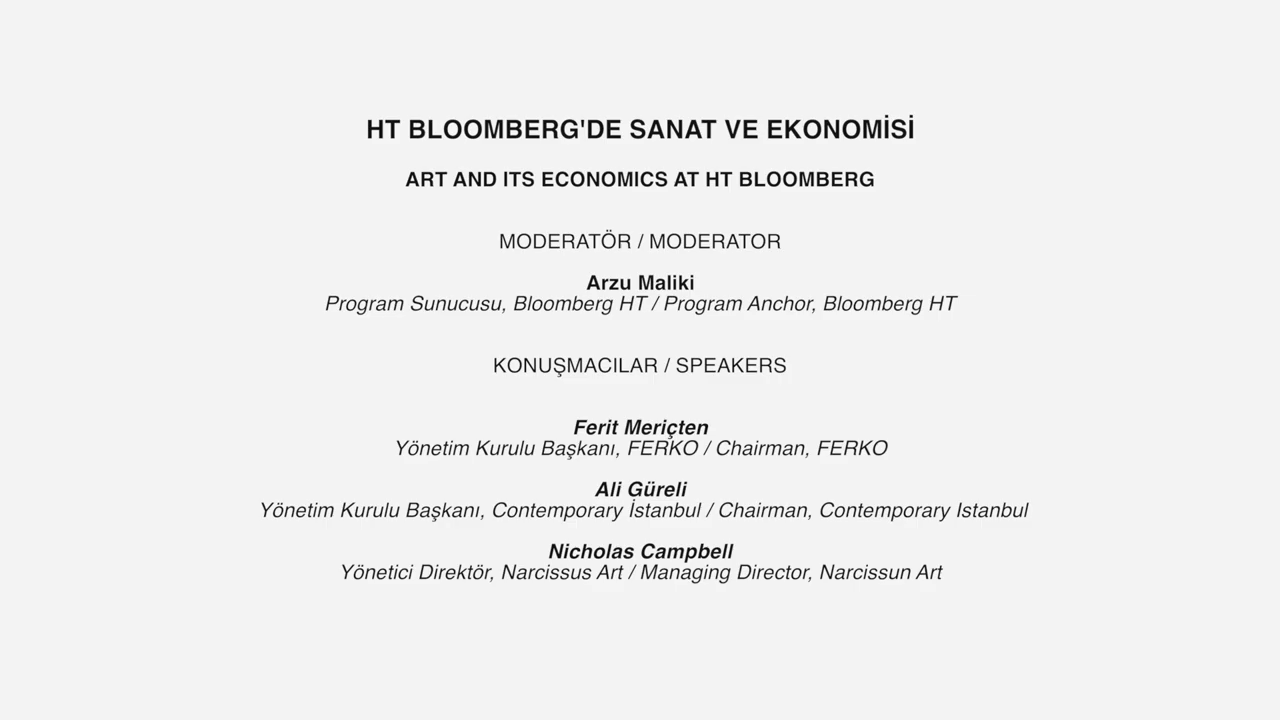 HT BLOOMBERG'DE SANAT VE EKONOMİSİ
ART AND ITS ECONOMICS AT HT BLOOMBERG
MODERATÖR / MODERATOR
Arzu Maliki
Program Sunucusu, Bloomberg HT / Program Anchor, Bloomberg HT
KONUŞMACILAR / SPEAKERS
Ferit Meriçten
Yönetim Kurulu Başkanı, FERKO / Chairman, FERKO
Ali Güreli
Yönetim Kurulu Başkanı, Contemporary İstanbul / Chairman, Contemporary Istanbul
Nicholas Campbell
Yönetici Direktör, Narcissus Art / Managing Director, Narcissun Art